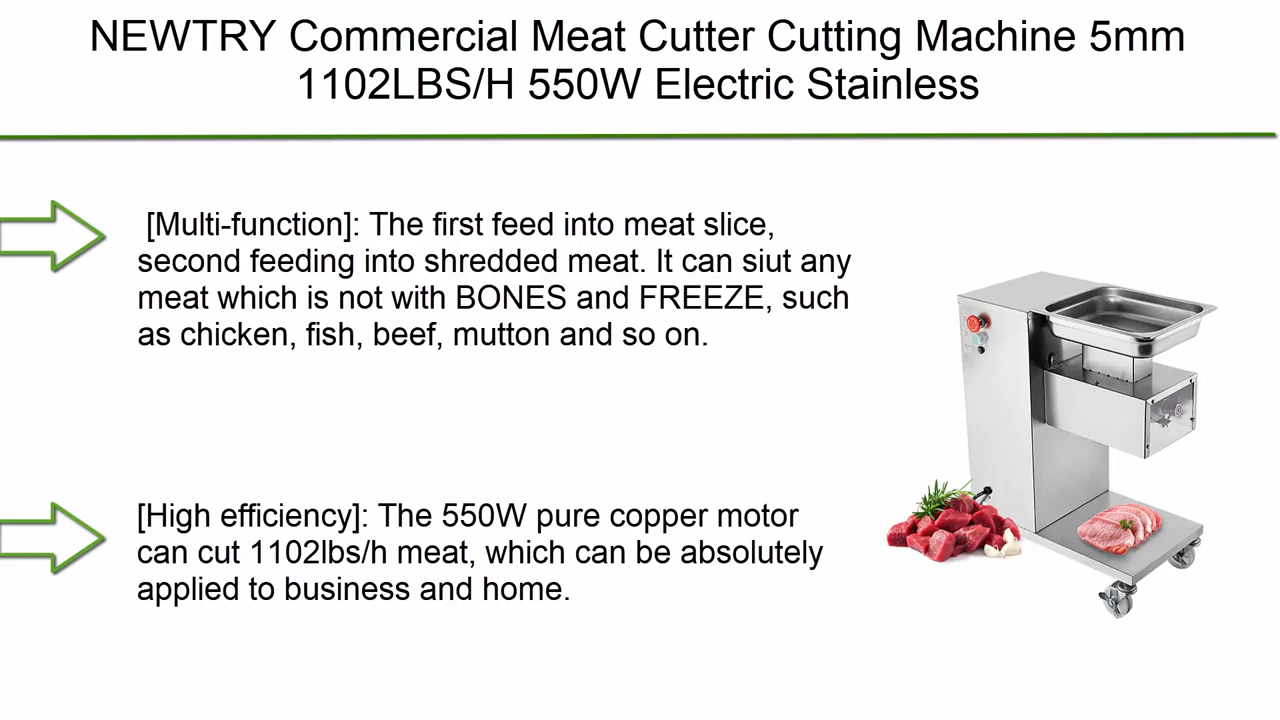 NEWTRY Commercial Meat Cutter Cutting Machine 5mm
1102LBS/H 550W Electric Stainless
[Multi-function]: The first feed into meat slice,
second feeding into shredded meat. It can siut any
meat which is not with BONES and FREEZE, such
as chicken, fish, beef, mutton and so on.
[High efficiency]: The 550W pure copper motor
can cut 1102lbs/h meat, which can be absolutely
applied to business and home.